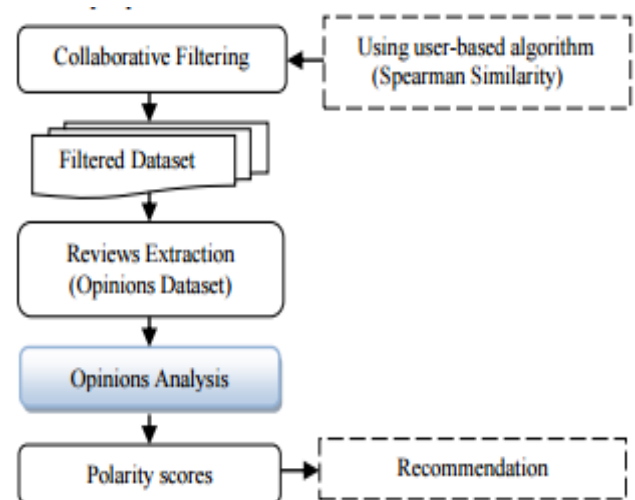 Collaborative Filtering
Using user-based algorithm
(Spearman Similarity)
Filtered Dataset
Reviews Extraction
(Opinions Dataset)
Opinions Analysis
Polarity scores
Recommendation